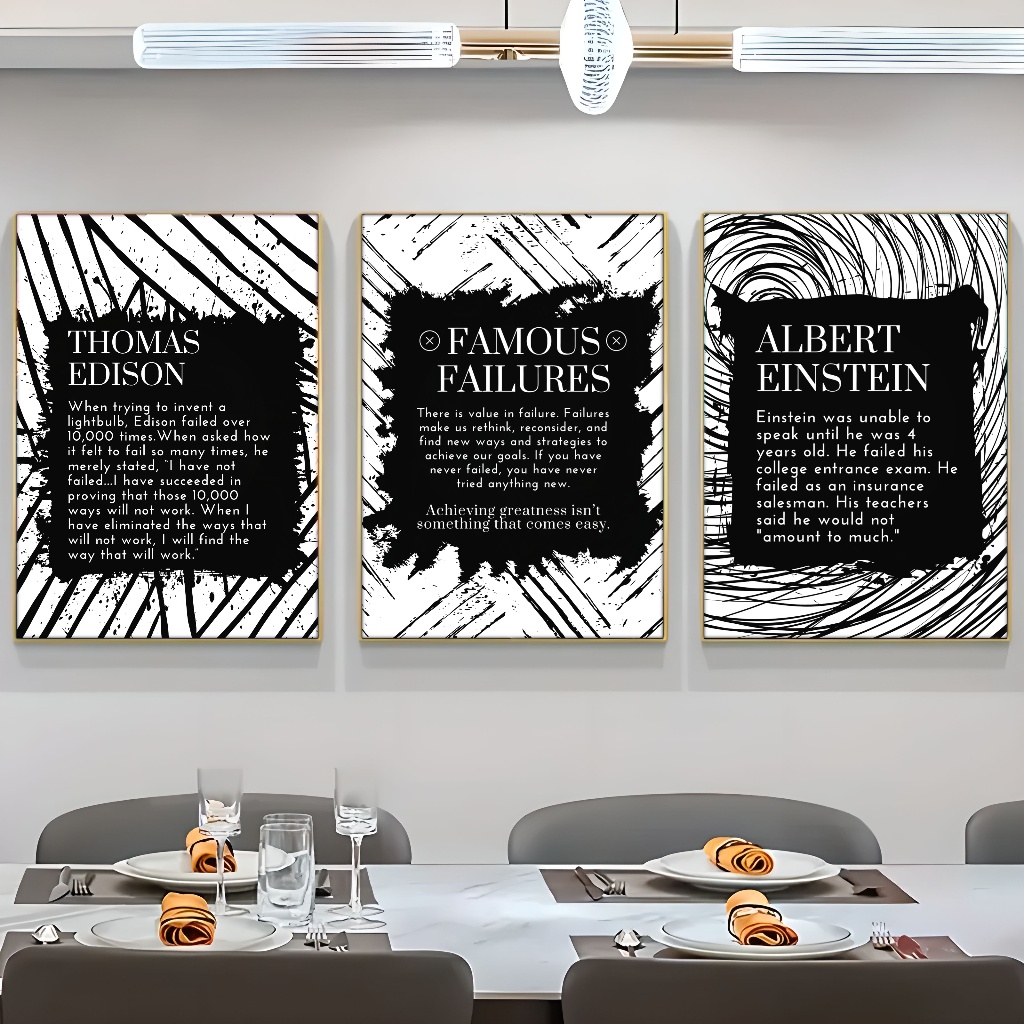 THOMAS
EDISON
When trying to invent a
lightbulb, Edison failed over
10,000 times.When asked how
it felt to fail so many times, he
merely stated, "I have not
failed...I have succeeded in
proving that those 10,000
ways will not work. When I
have eliminated the ways that
will not work, I will find the
way that will work."
FAMOUS
FAILURES
There is value in failure. Failures
make us rethink, reconsider, and
find new ways and strategies to
achieve our goals. If you have
never failed, you have never
tried anything new.
Achieving greatness isn't
something that comes easy.
ALBERT
EINSTEIN
Einstein was unable to
speak until he was 4
years old. He failed his
college entrance exam. He
failed as an insurance
salesman. His teachers
said he would not
"amount to much."